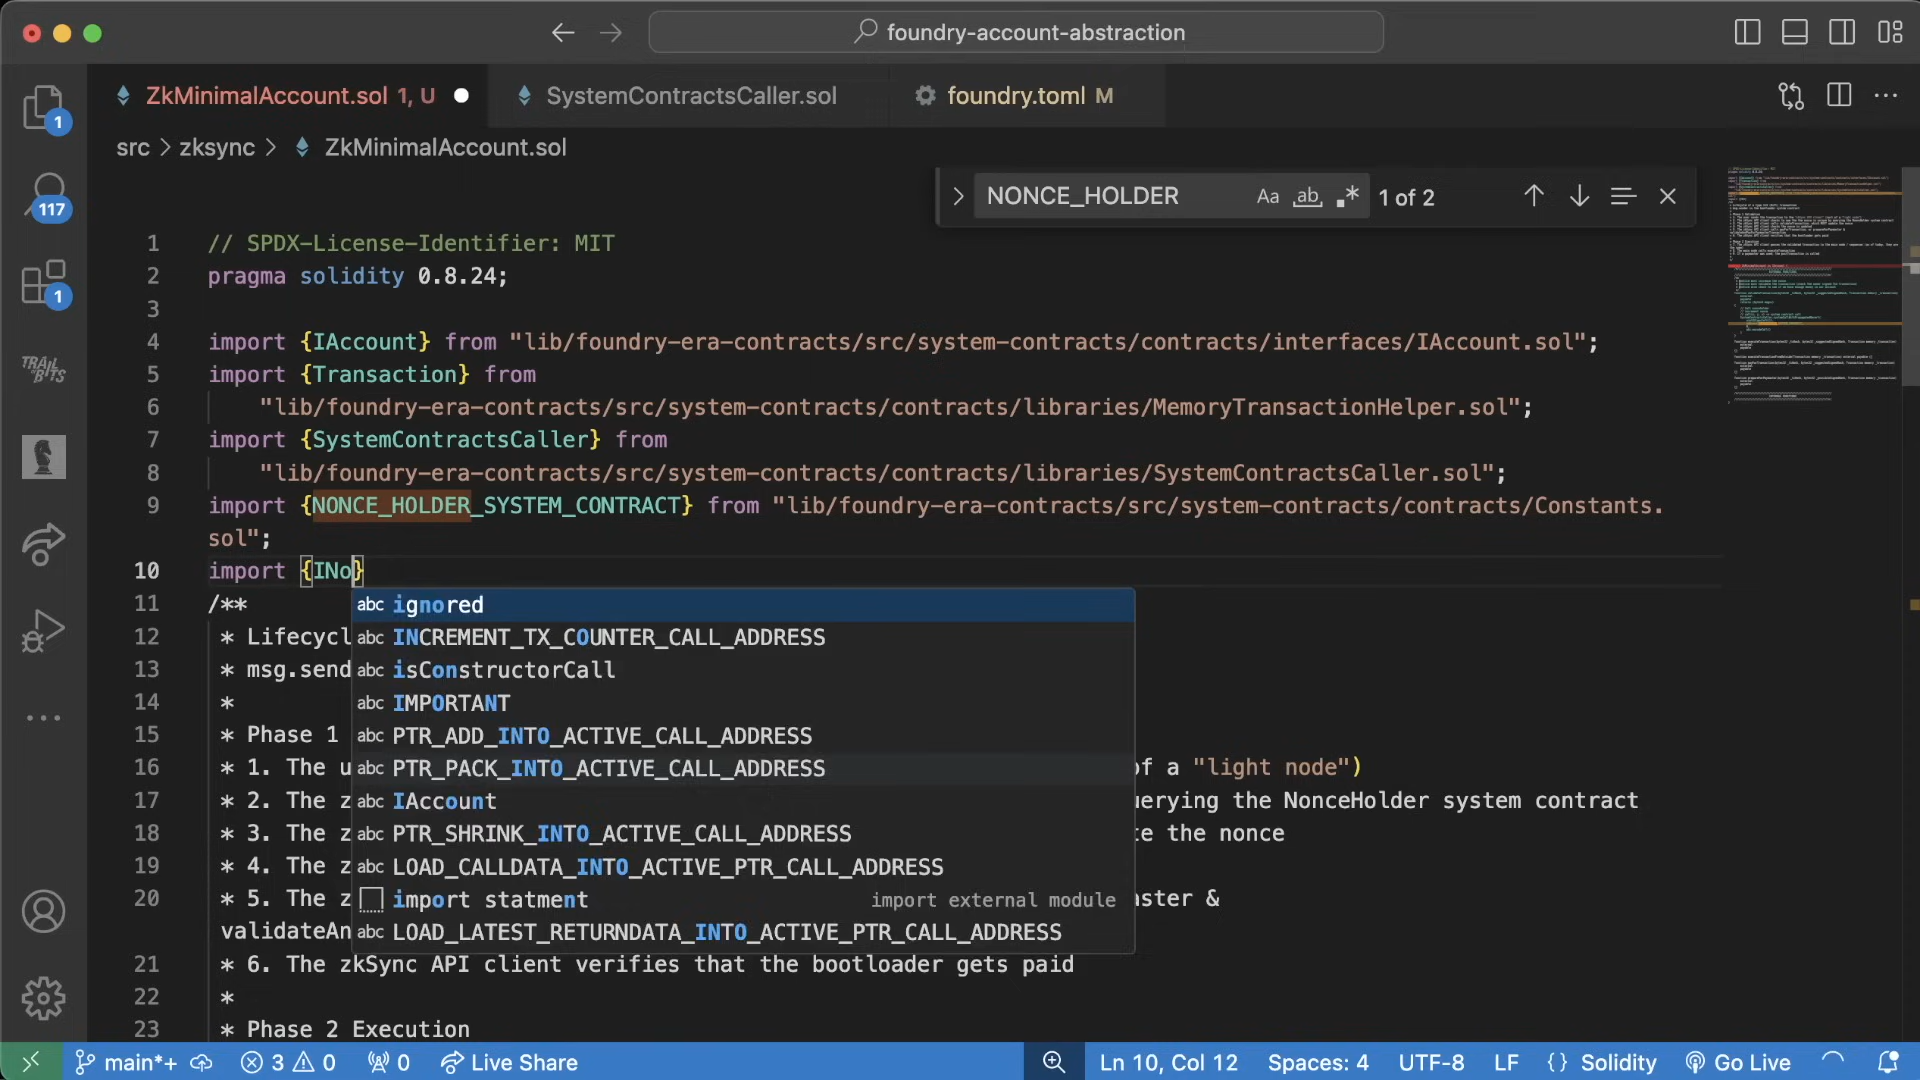 foundry-account-abstraction
ZkMinimalAccount.sol 1, U
SystemContractsCaller.sol
foundry.toml M
src > zksync > ZkMinimalAccount.sol
NONCE_HOLDER
Aa ab .* 1 of 2
1
117
1
TRAIL OF BITS
1 // SPDX-License-Identifier: MIT
2 pragma solidity 0.8.24;
3
4 import {IAccount} from "lib/foundry-era-contracts/src/system-contracts/contracts/interfaces/IAccount.sol";
5 import {Transaction} from
6 "lib/foundry-era-contracts/src/system-contracts/contracts/libraries/MemoryTransactionHelper.sol";
7 import {SystemContractsCaller} from
8 "lib/foundry-era-contracts/src/system-contracts/contracts/libraries/SystemContractsCaller.sol";
9 import {NONCE_HOLDER_SYSTEM_CONTRACT} from "lib/foundry-era-contracts/src/system-contracts/contracts/Constants.
sol";
10 import {INo}
11 /**
abc ignored
12 * Lifecycl
abc INCREMENT_TX_COUNTER_CALL_ADDRESS
13 * msg.send
abc isConstructorCall
14 *
abc IMPORTANT
15 * Phase 1
abc PTR_ADD_INTO_ACTIVE_CALL_ADDRESS
16 * 1. The u
abc PTR_PACK_INTO_ACTIVE_CALL_ADDRESS
of a "light node")
17 * 2. The z
abc IAccount
erying the NonceHolder system contract
18 * 3. The z
abc PTR_SHRINK_INTO_ACTIVE_CALL_ADDRESS
te the nonce
19 * 4. The z
abc LOAD_CALLDATA_INTO_ACTIVE_PTR_CALL_ADDRESS
20 * 5. The z
import statment import external module
aster &
validateAn
abc LOAD_LATEST_RETURNDATA_INTO_ACTIVE_PTR_CALL_ADDRESS
21 * 6. The zkSync API client verifies that the bootloader gets paid
22 *
23 * Phase 2 Execution
main*+ 3 0 0 Live Share Ln 10, Col 12 Spaces: 4 UTF-8 LF {} Solidity Go Live